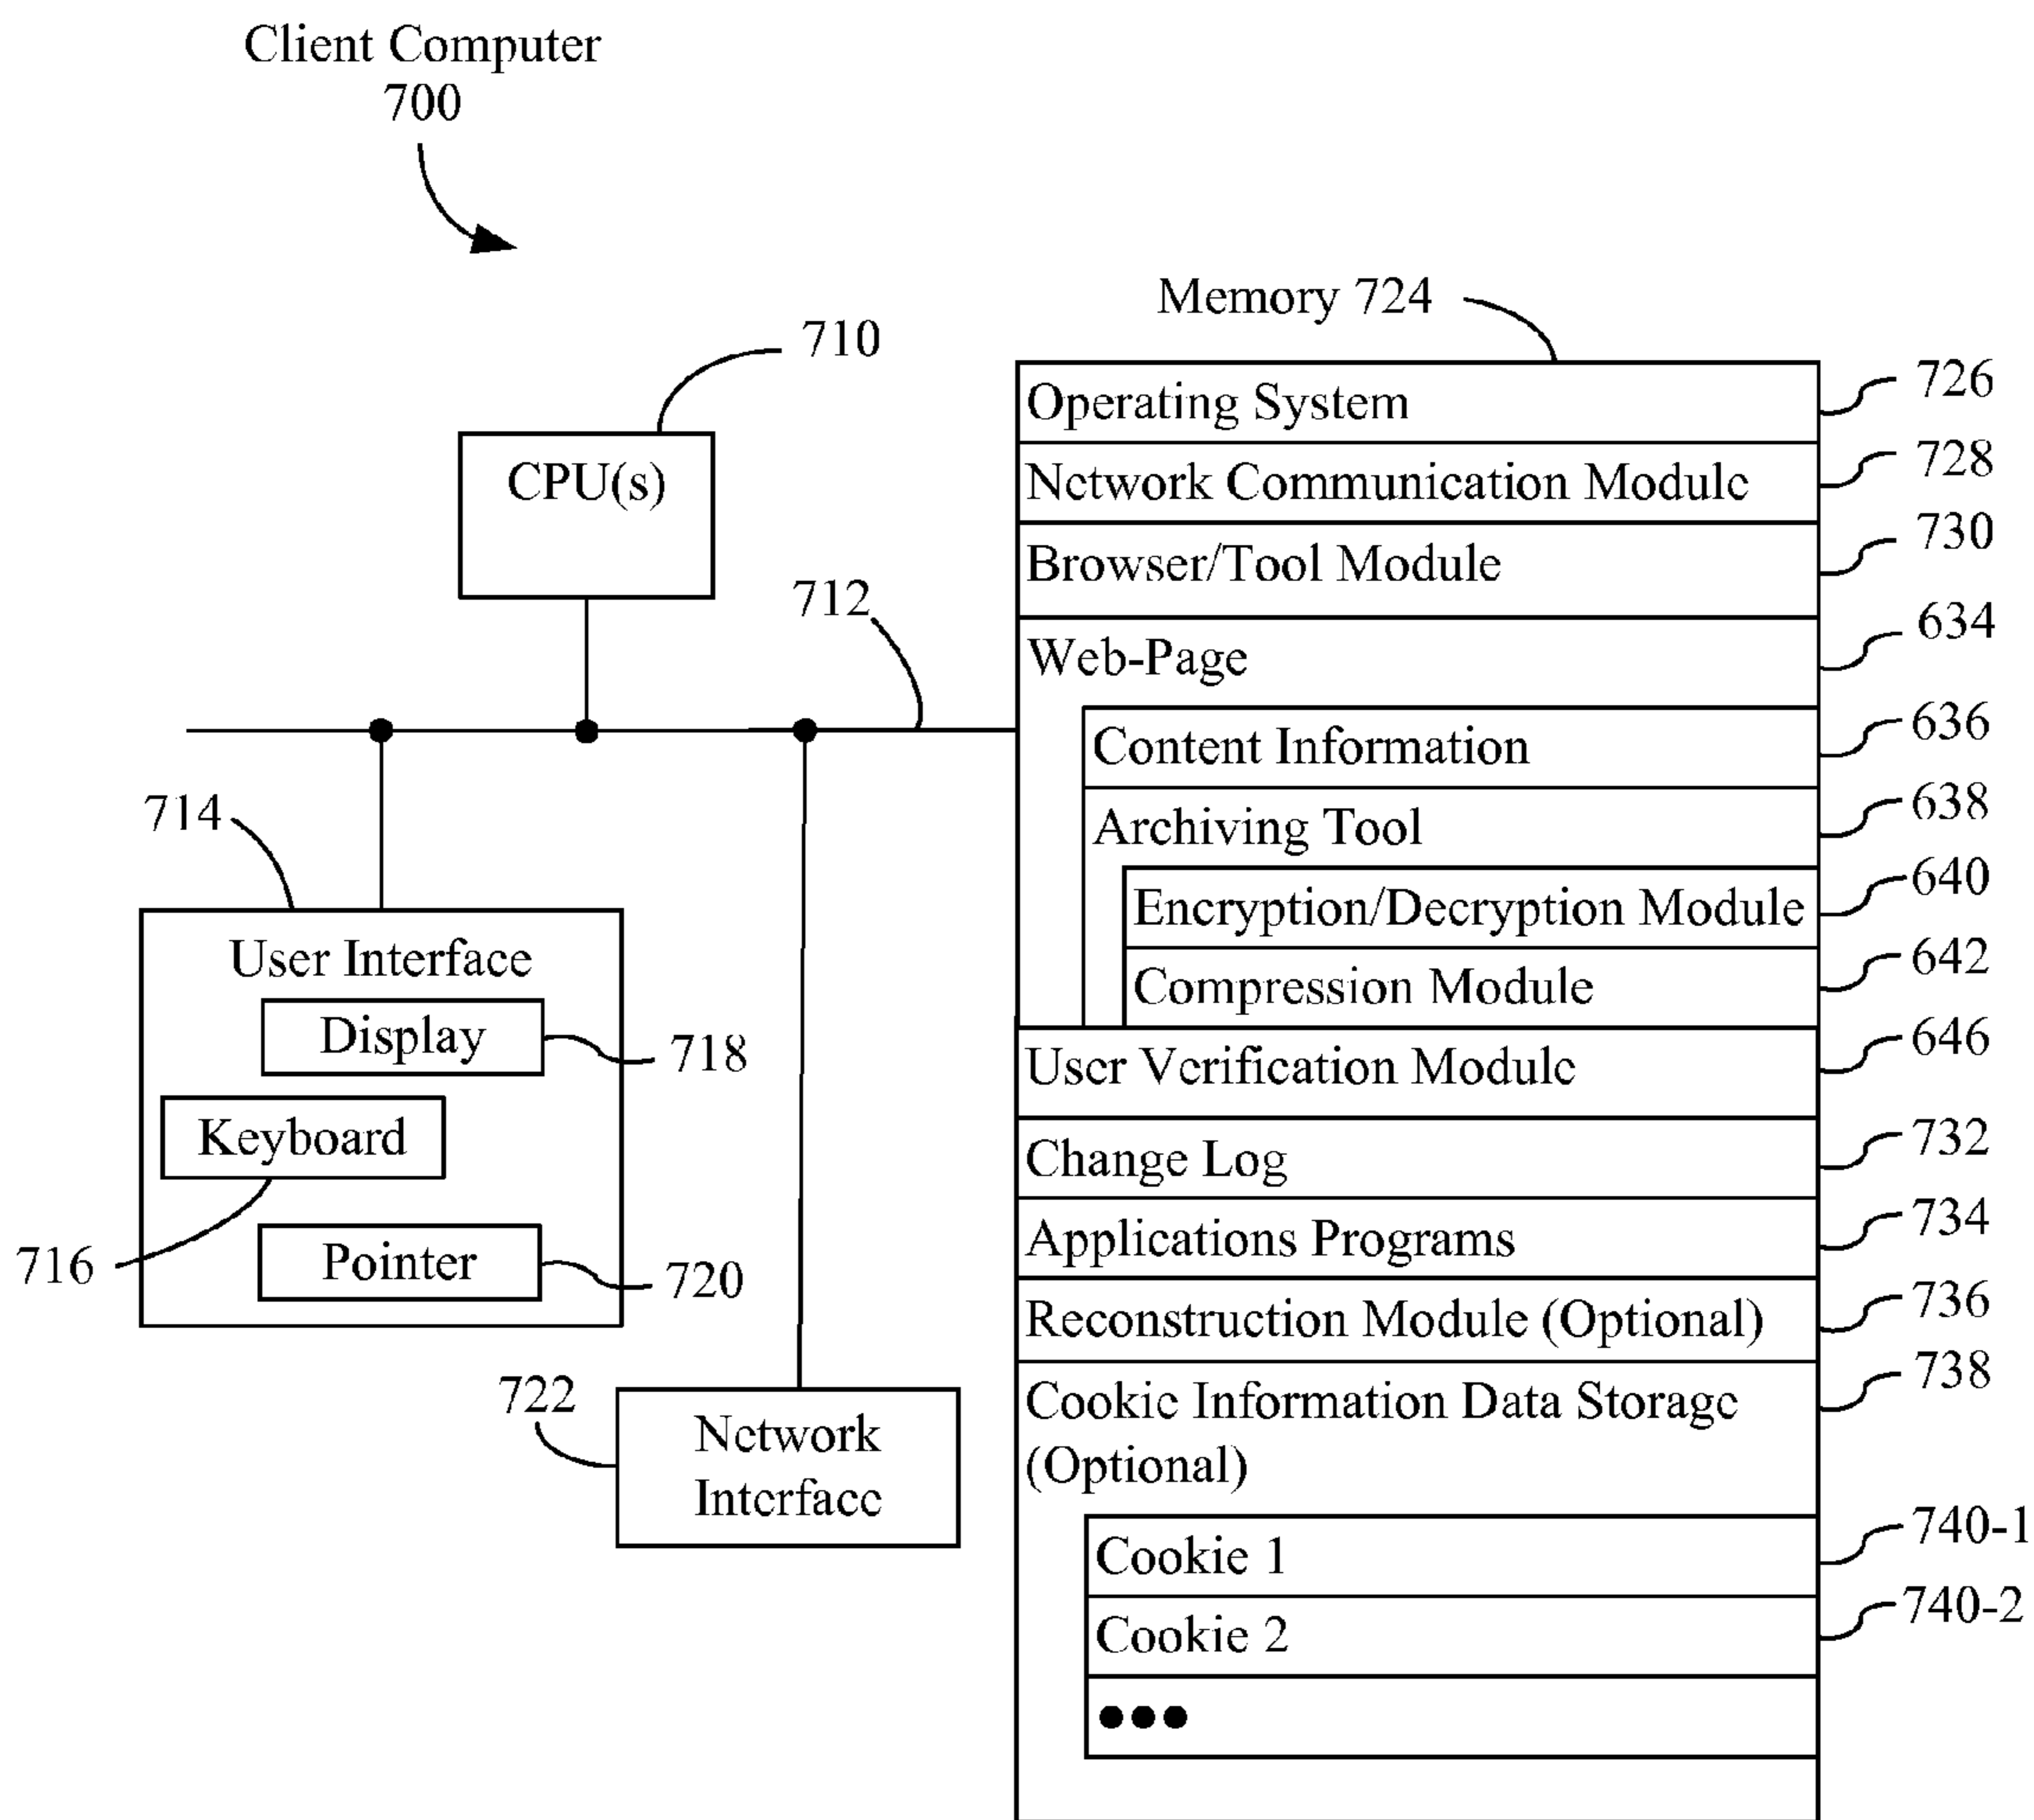 Client Computer
700
Memory 724
710
CPU(s)
712
714
User Interface
Display
718
Keyboard
716
Pointer
720
722
Network
Interface
Operating System
726
Network Communication Module
728
Browser/Tool Module
730
Web-Page
634
Content Information
636
Archiving Tool
638
Encryption/Decryption Module
640
Compression Module
642
User Verification Module
646
Change Log
732
Applications Programs
734
Reconstruction Module (Optional)
736
Cookie Information Data Storage
(Optional)
738
Cookie 1
740-1
Cookie 2
740-2
●●●